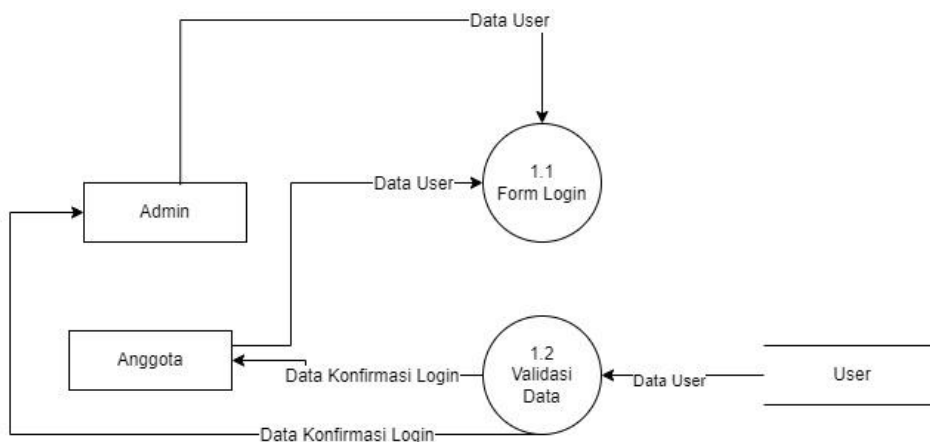 Data User
1.1
Form Login
Data User
Admin
Anggota
1.2
Validasi
Data
Data Konfirmasi Login
Data User
User
Data Konfirmasi Login